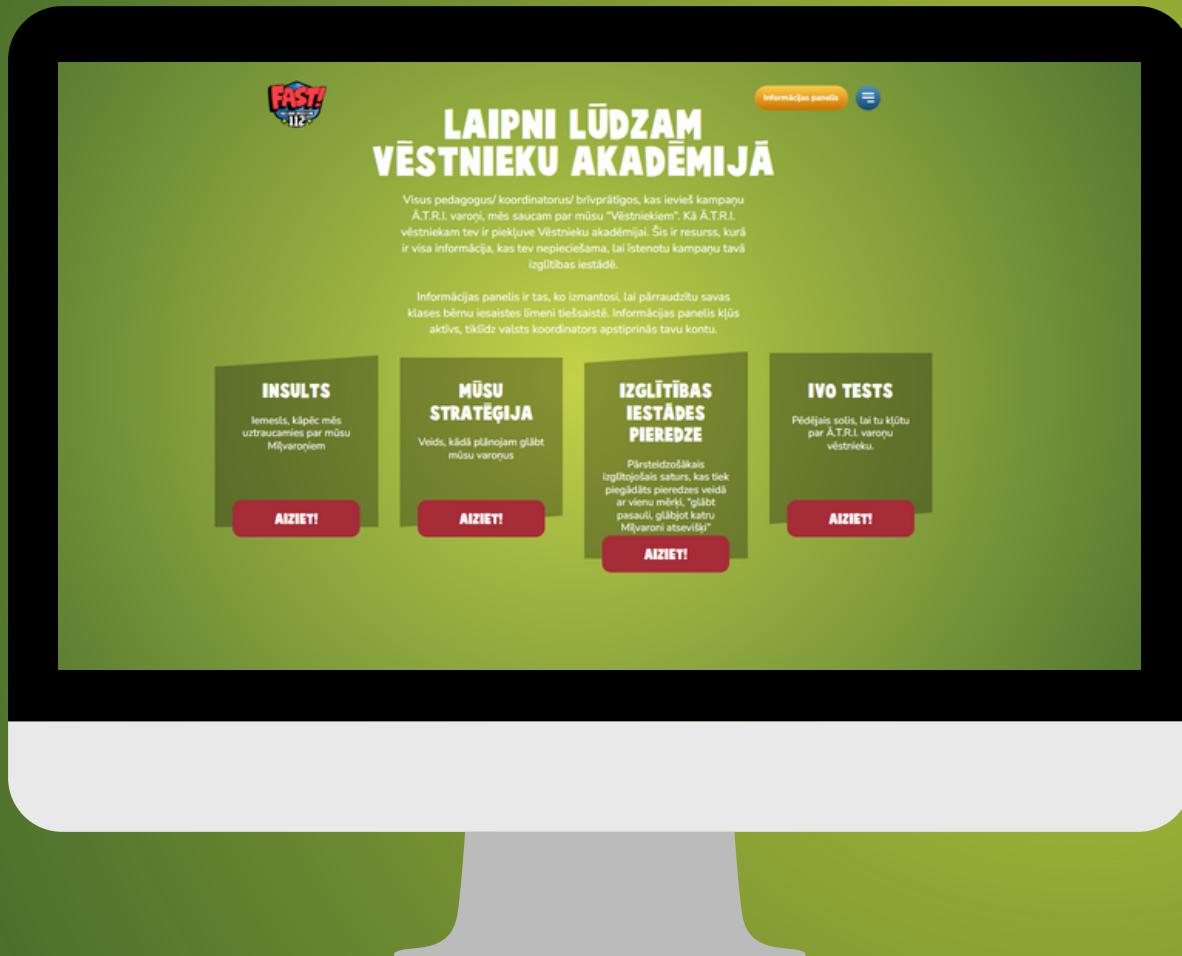 FAST!
112
Informācijas panelis
LAIPNI LŪDZAM
VĒSTNIEKU AKADĒMIJĀ
Visus pedagogus/ koordinatorus/ brīvprātīgos, kas ievieš kampaņu
Ā.T.R.I. varoņi, mēs saucam par mūsu "Vēstniekiem". Kā Ā.T.R.I.
vēstniekam tev ir piekļuve Vēstnieku akadēmijai. Šis ir resurss, kurā
ir visa informācija, kas tev nepieciešama, lai īstenotu kampaņu tavā
izglītības iestādē.
Informācijas panelis ir tas, ko izmantosi, lai pārraudzītu savas
klases bērnu iesaistes līmeni tiešsaistē. Informācijas panelis kļūs
aktīvs, tiklīdz valsts koordinators apstiprinās tavu kontu.
INSULTS
Iemesls, kāpēc mēs
uztraucamies par mūsu
Mīļvaroņiem
AIZIET!
MŪSU
STRATĒĢIJA
Veids, kādā plānojam glābt
mūsu varoņus
AIZIET!
IZGLĪTĪBAS
IESTĀDES
PIEREDZE
Pārsteidzošākais
izglītojošais saturs, kas tiek
piegādāts pieredzes veidā
ar vienu mērķi, "glābt
pasauli, glābjot katru
Mīļvaroni atsevišķi"
AIZIET!
IVO TESTS
Pēdējais solis, lai tu kļūtu
par Ā.T.R.I. varoņu
vēstnieku.
AIZIET!